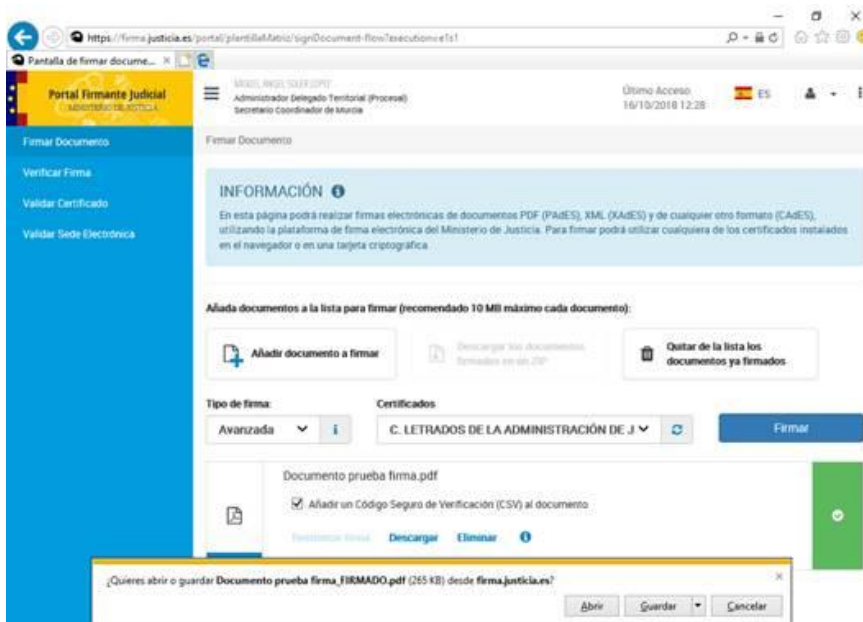 https://firma.justicia.es/portal/plantillaMatriz/signDocument-flow?execution=e1s1
Pantalla de firmar docume...
Portal Firmante Judicial
MINISTERIO DE JUSTICIA
Administrador Delegado Territorial (Procesal)
Secretario Coordinador de Murcia
Último Acceso
16/10/2018 12:28
ES
Firmar Documento
Verificar Firma
Validar Certificado
Validar Sede Electrónica
Firmar Documento
INFORMACIÓN
En esta página podrá realizar firmas electrónicas de documentos PDF (PAdES), XML (XAdES) y de cualquier otro formato (CAdES),
utilizando la plataforma de firma electrónica del Ministerio de Justicia. Para firmar podrá utilizar cualquiera de los certificados instalados
en el navegador o en una tarjeta criptográfica.
Añada documentos a la lista para firmar (recomendado 10 MB máximo cada documento):
Añadir documento a firmar
Descargar los documentos
firmados en un ZIP
Quitar de la lista los
documentos ya firmados
Tipo de firma:
Certificados
Avanzada
C. LETRADOS DE LA ADMINISTRACIÓN DE J
Firmar
Documento prueba firma.pdf
Añadir un Código Seguro de Verificación (CSV) al documento
Descargar Eliminar
¿Quieres abrir o guardar Documento prueba firma_FIRMADO.pdf (265 KB) desde firma.justicia.es?
Abrir Guardar Cancelar